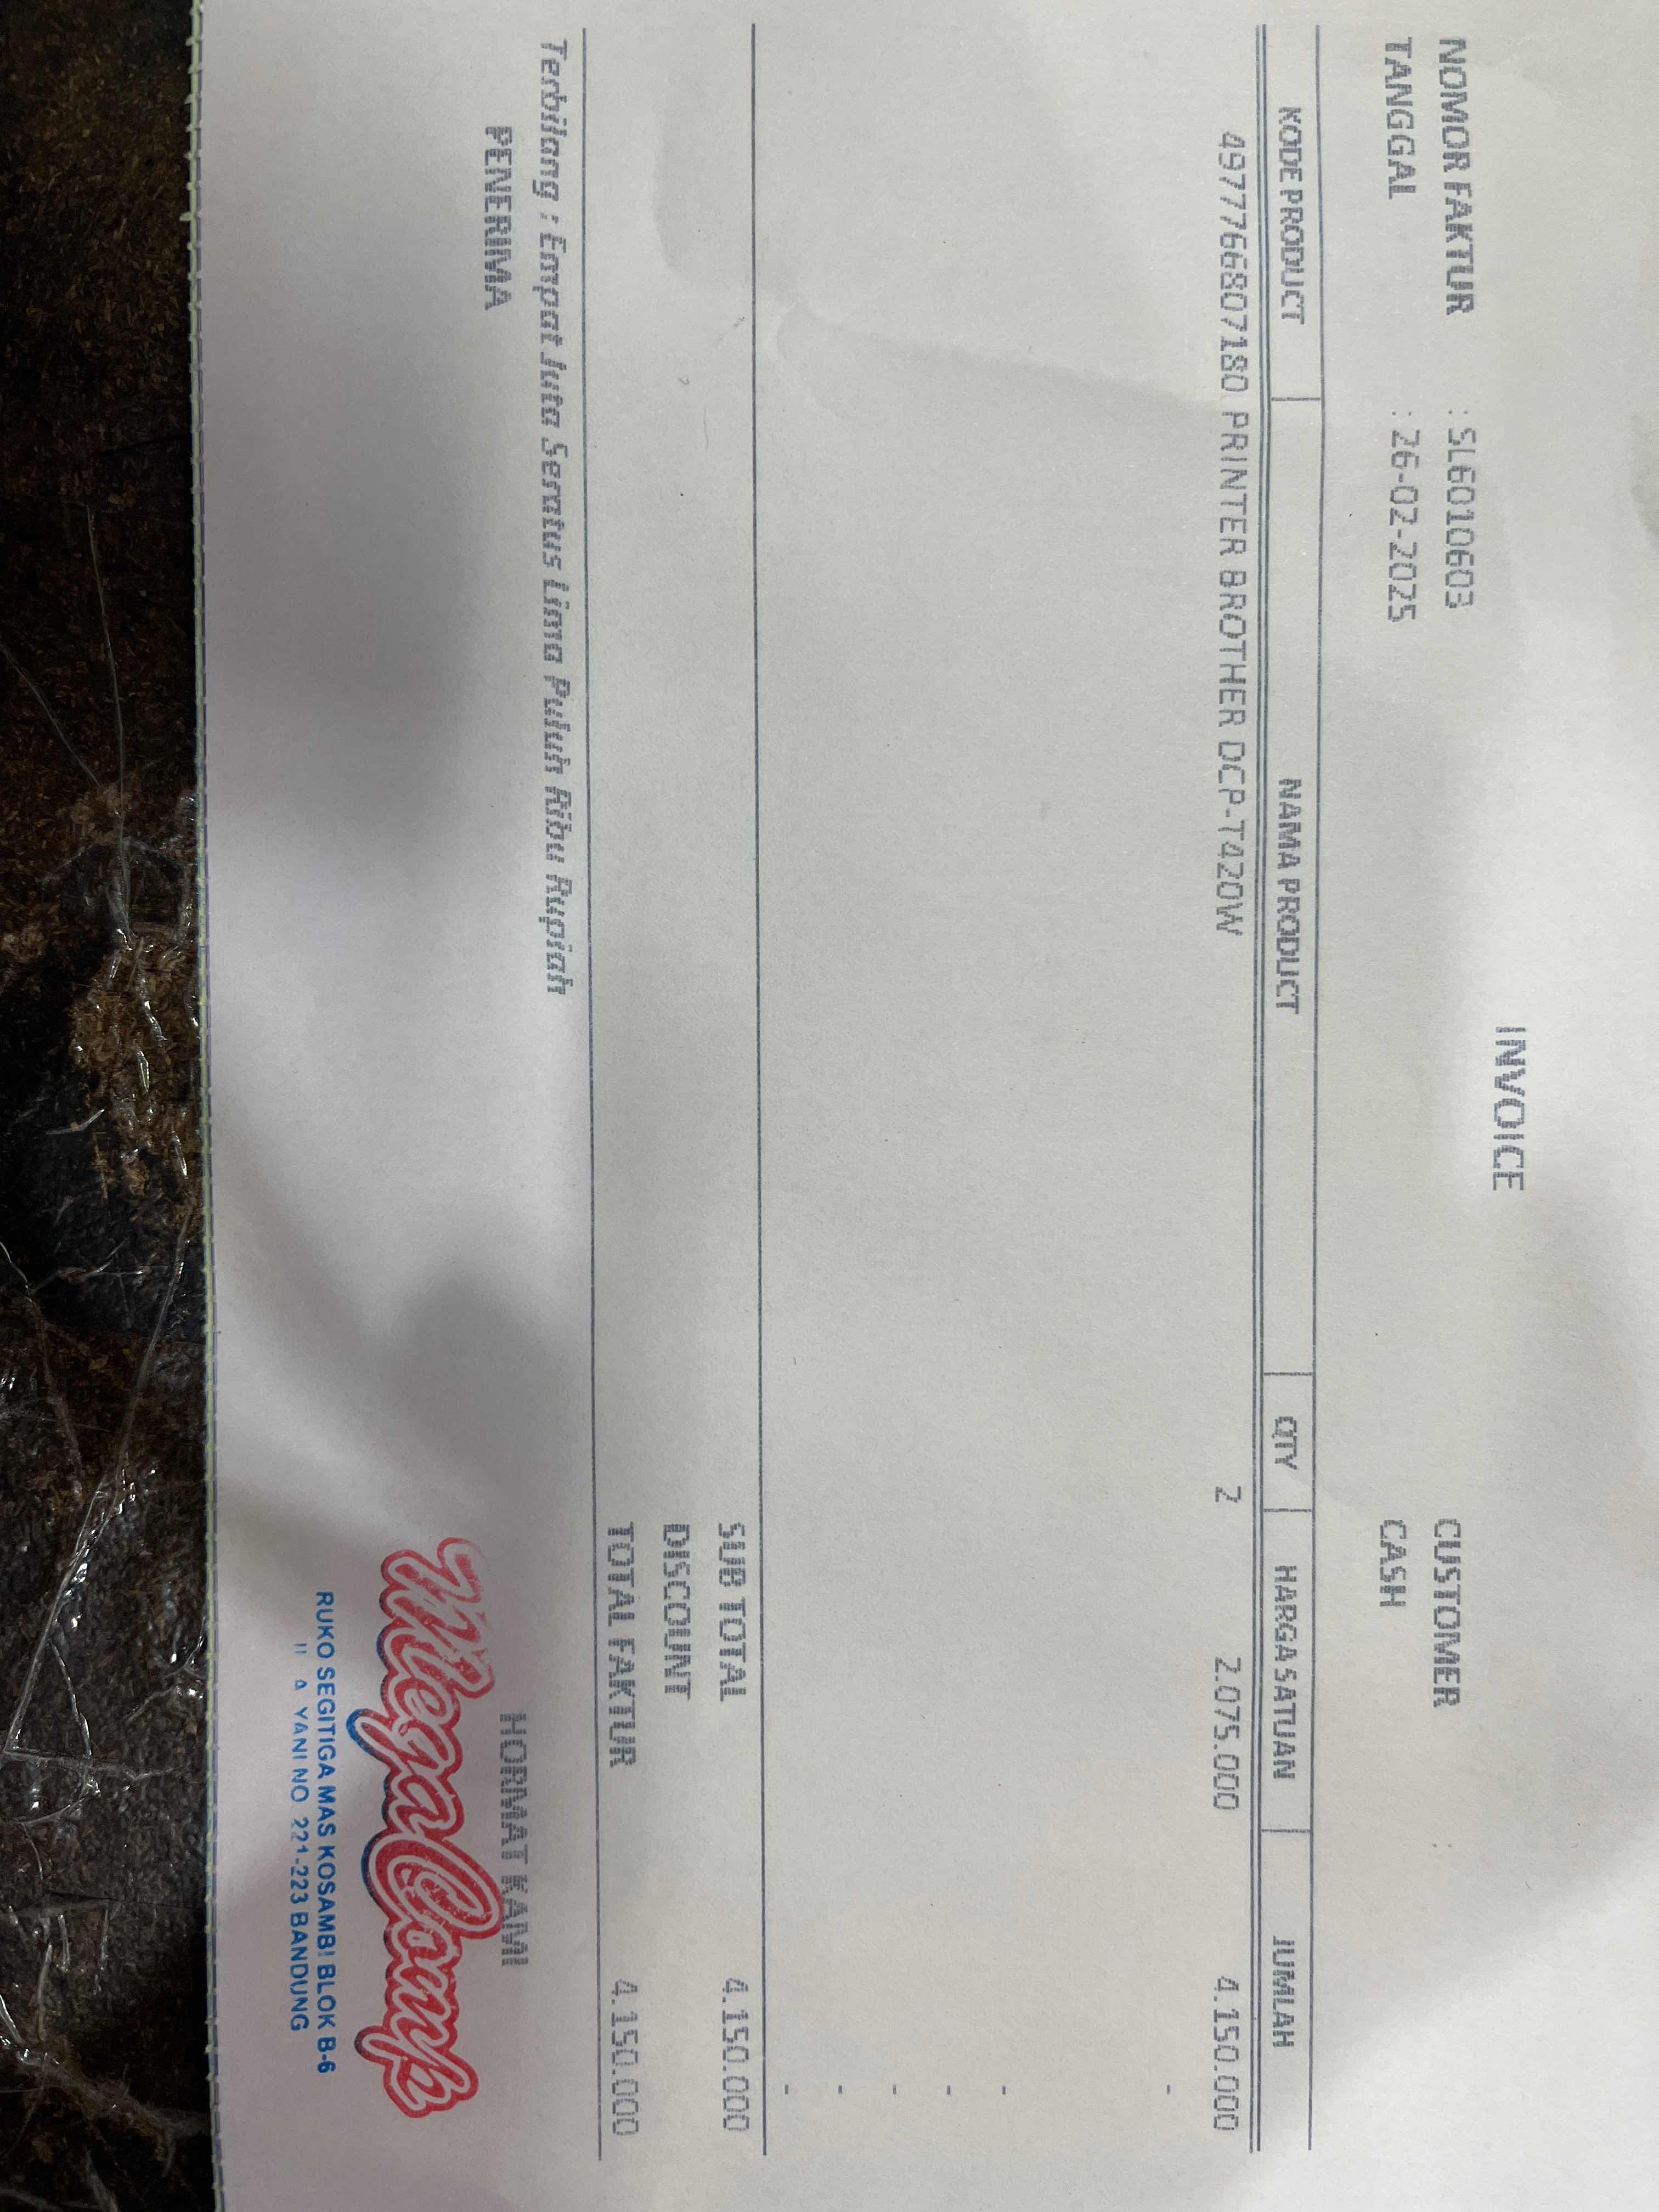 INVOICE
NOMOR FAKTUR : SL6010603 CUSTOMER :
TANGGAL : 26-02-2025 CASH
KODE PRODUCT NAMA PRODUCT QTY HARGA SATUAN JUMLAH
4977766807180 PRINTER BROTHER DCP-T420W 2 2.075.000 4.150.000
-
-
-
-
-
-
SUB TOTAL 4.150.000
DISCOUNT
TOTAL FAKTUR 4.150.000
Terbilang : Empat Juta Seratus Lima Puluh Ribu Rupiah
PENERIMA HORMAT KAMI
Mega Comp
RUKO SEGITIGA MAS KOSAMBI BLOK B-6
A YANI NO. 221-223 BANDUNG